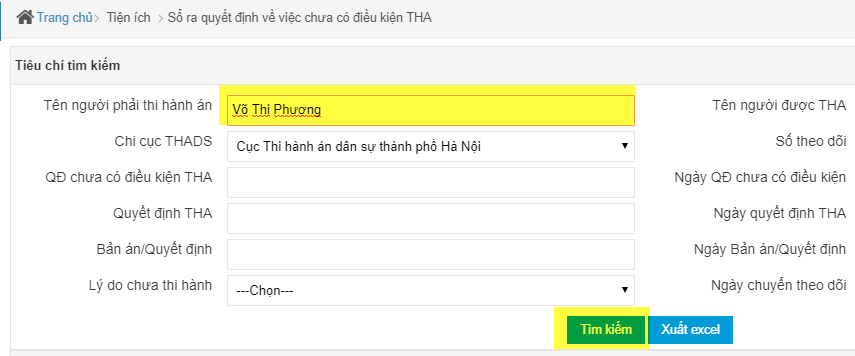 Trang chủ› Tiện ích › Sổ ra quyết định về việc chưa có điều kiện THA
Tiêu chí tìm kiếm
Tên người phải thi hành án Võ Thị Phương Tên người được THA
Chi cục THADS Cục Thi hành án dân sự thành phố Hà Nội Số theo dõi
QĐ chưa có điều kiện THA Ngày QĐ chưa có điều kiện
Quyết định THA Ngày quyết định THA
Bản án/Quyết định Ngày Bản án/Quyết định
Lý do chưa thi hành ---Chọn--- Ngày chuyển theo dõi
Tìm kiếm Xuất excel